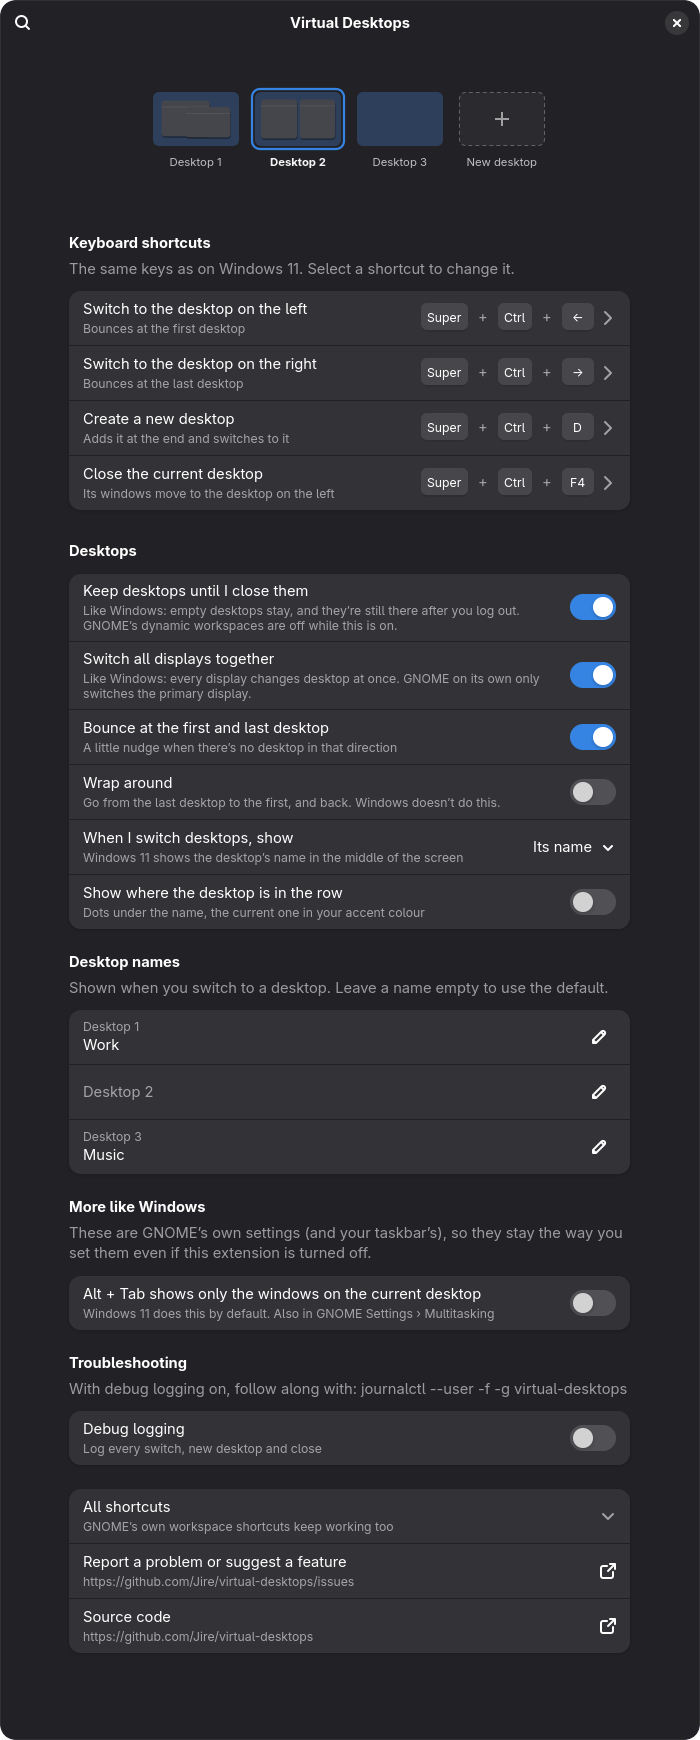 Virtual Desktops
Desktop 1
Desktop 2
Desktop 3
New desktop
Keyboard shortcuts
The same keys as on Windows 11. Select a shortcut to change it.
Switch to the desktop on the left
Bounces at the first desktop
Super + Ctrl + ←
Switch to the desktop on the right
Bounces at the last desktop
Super + Ctrl + →
Create a new desktop
Adds it at the end and switches to it
Super + Ctrl + D
Close the current desktop
Its windows move to the desktop on the left
Super + Ctrl + F4
Desktops
Keep desktops until I close them
Like Windows: empty desktops stay, and they’re still there after you log out.
GNOME’s dynamic workspaces are off while this is on.
Switch all displays together
Like Windows: every display changes desktop at once. GNOME on its own only
switches the primary display.
Bounce at the first and last desktop
A little nudge when there’s no desktop in that direction
Wrap around
Go from the last desktop to the first, and back. Windows doesn’t do this.
When I switch desktops, show
Windows 11 shows the desktop’s name in the middle of the screen
Its name
Show where the desktop is in the row
Dots under the name, the current one in your accent colour
Desktop names
Shown when you switch to a desktop. Leave a name empty to use the default.
Desktop 1
Work
Desktop 2
Desktop 3
Music
More like Windows
These are GNOME’s own settings (and your taskbar’s), so they stay the way you
set them even if this extension is turned off.
Alt + Tab shows only the windows on the current desktop
Windows 11 does this by default. Also in GNOME Settings › Multitasking
Troubleshooting
With debug logging on, follow along with: journalctl --user -f -g virtual-desktops
Debug logging
Log every switch, new desktop and close
All shortcuts
GNOME’s own workspace shortcuts keep working too
Report a problem or suggest a feature
https://github.com/Jire/virtual-desktops/issues
Source code
https://github.com/Jire/virtual-desktops